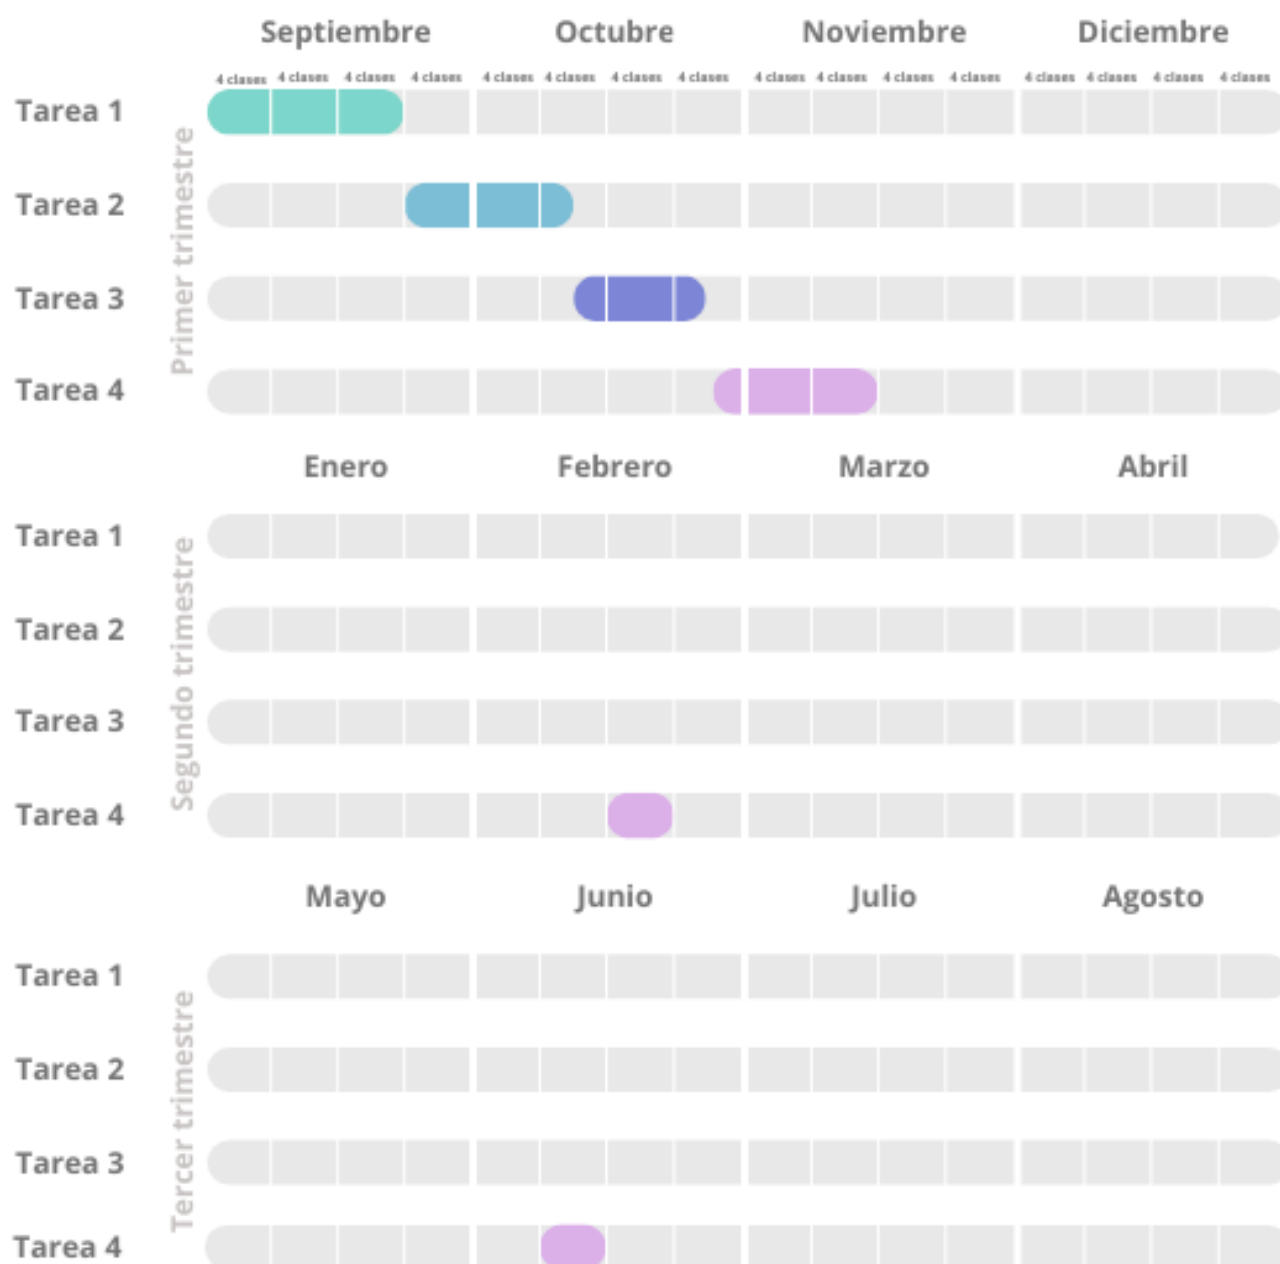 Septiembre Octubre Noviembre Diciembre
4 clases 4 clases 4 clases 4 clases 4 clases 4 clases 4 clases 4 clases 4 clases 4 clases 4 clases 4 clases 4 clases 4 clases 4 clases 4 clases
Primer trimestre
Tarea 1
Tarea 2
Tarea 3
Tarea 4
Enero Febrero Marzo Abril
Segundo trimestre
Tarea 1
Tarea 2
Tarea 3
Tarea 4
Mayo Junio Julio Agosto
Tercer trimestre
Tarea 1
Tarea 2
Tarea 3
Tarea 4